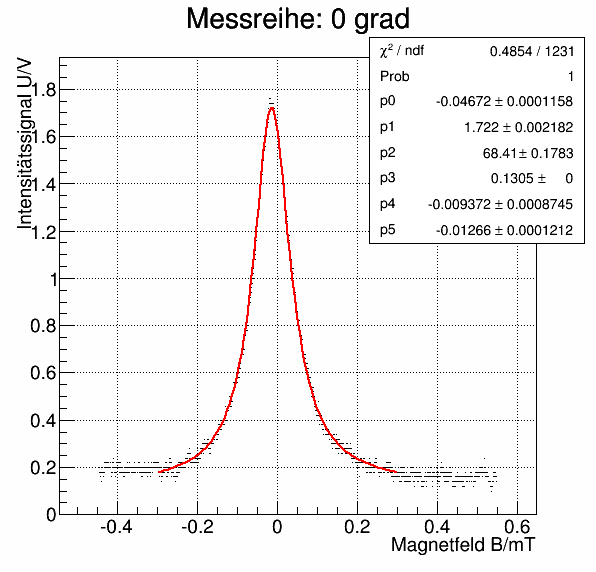 Messreihe: 0 grad
χ² / ndf 0.4854 / 1231
Prob 1
p0 -0.04672 ± 0.0001158
p1 1.722 ± 0.002182
p2 68.41 ± 0.1783
p3 0.1305 ± 0
p4 -0.009372 ± 0.0008745
p5 -0.01266 ± 0.0001212
Intensitätssignal U/V
1.8
1.6
1.4
1.2
1
0.8
0.6
0.4
0.2
0
-0.4 -0.2 0 0.2 0.4 0.6
Magnetfeld B/mT